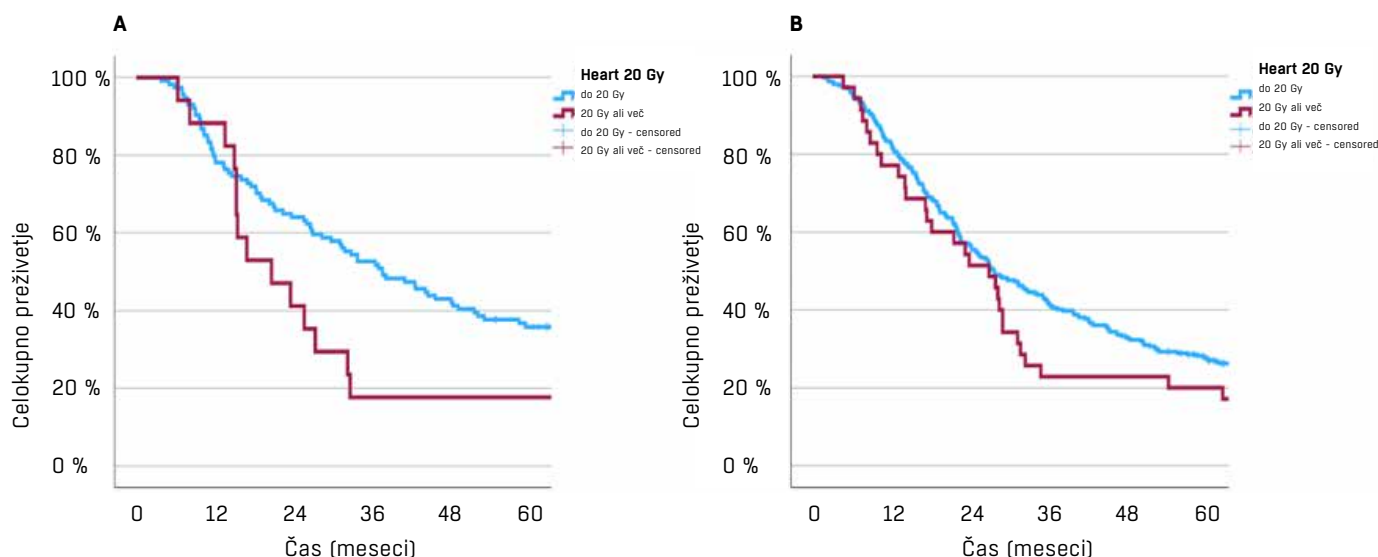 A
Celokupno preživetje
100 %
80 %
60 %
40 %
20 %
0 %
0 12 24 36 48 60
Čas (meseci)
Heart 20 Gy
do 20 Gy
20 Gy ali več
do 20 Gy - censored
20 Gy ali več - censored
B
Celokupno preživetje
100 %
80 %
60 %
40 %
20 %
0 %
0 12 24 36 48 60
Čas (meseci)
Heart 20 Gy
do 20 Gy
20 Gy ali več
do 20 Gy - censored
20 Gy ali več - censored